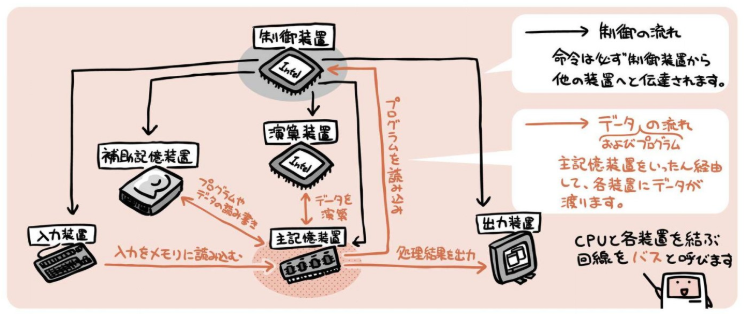 制御装置
Intel
演算装置
Intel
補助記憶装置
プログラムや
データの読み書き
データを
演算
プログラムを読み込む
入力装置
入力をメモリに読込む
主記憶装置
処理結果を出力
出力装置
制御の流れ
命令は必ず制御装置から
他の装置へと伝達されます。
データの流れ
およびプログラム
主記憶装置をいったん経由
して、各装置にデータが
渡ります。
CPUと各装置を結ぶ
回線をバスと呼びます